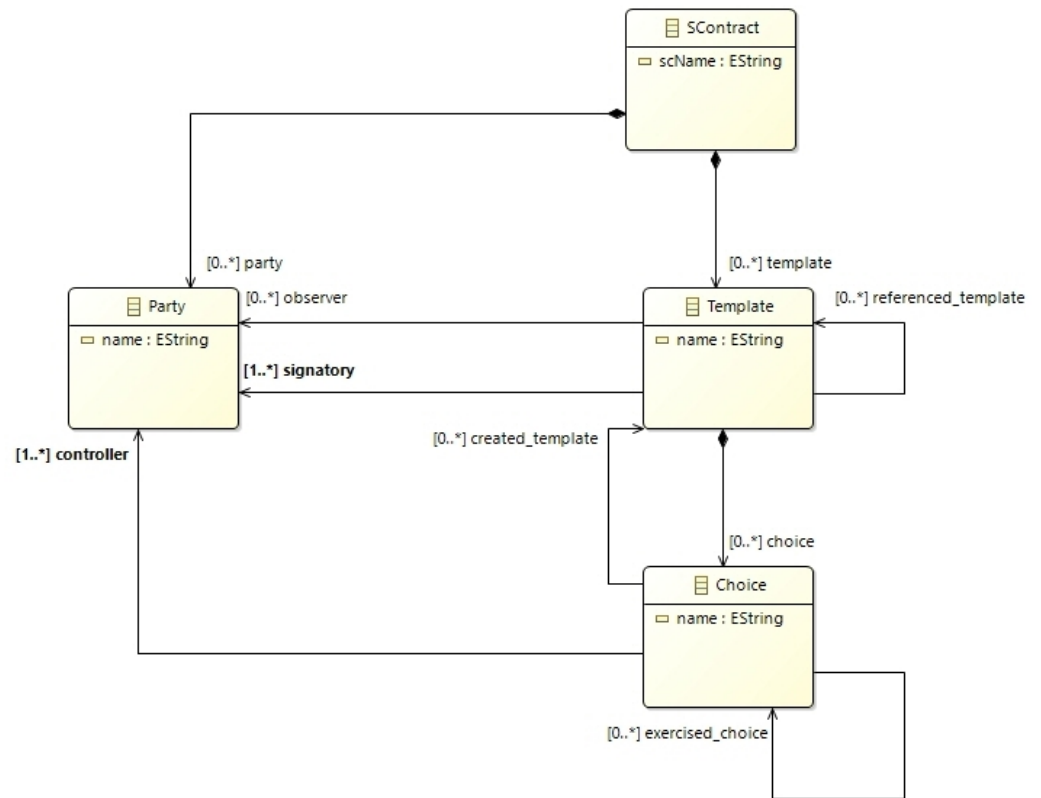 SContract
scName : EString
[0..*] party
[0..*] template
Party
name : EString
[0..*] observer
[1..*] signatory
Template
name : EString
[0..*] referenced_template
[1..*] controller
[0..*] created_template
[0..*] choice
Choice
name : EString
[0..*] exercised_choice